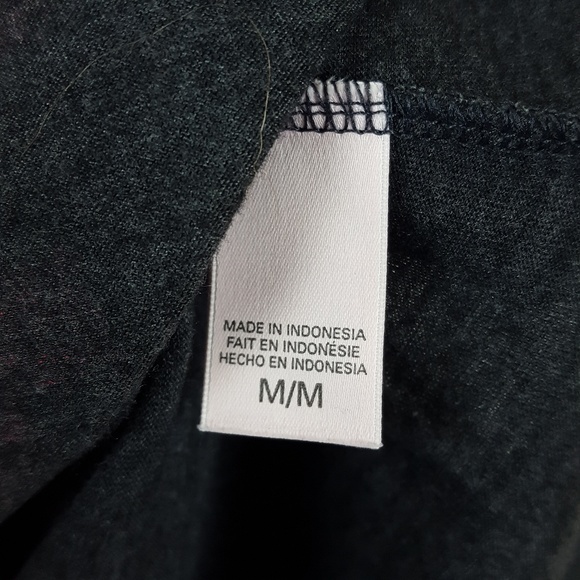 MADE IN INDONESIA
FAIT EN INDONÉSIE
HECHO EN INDONESIA
M/M